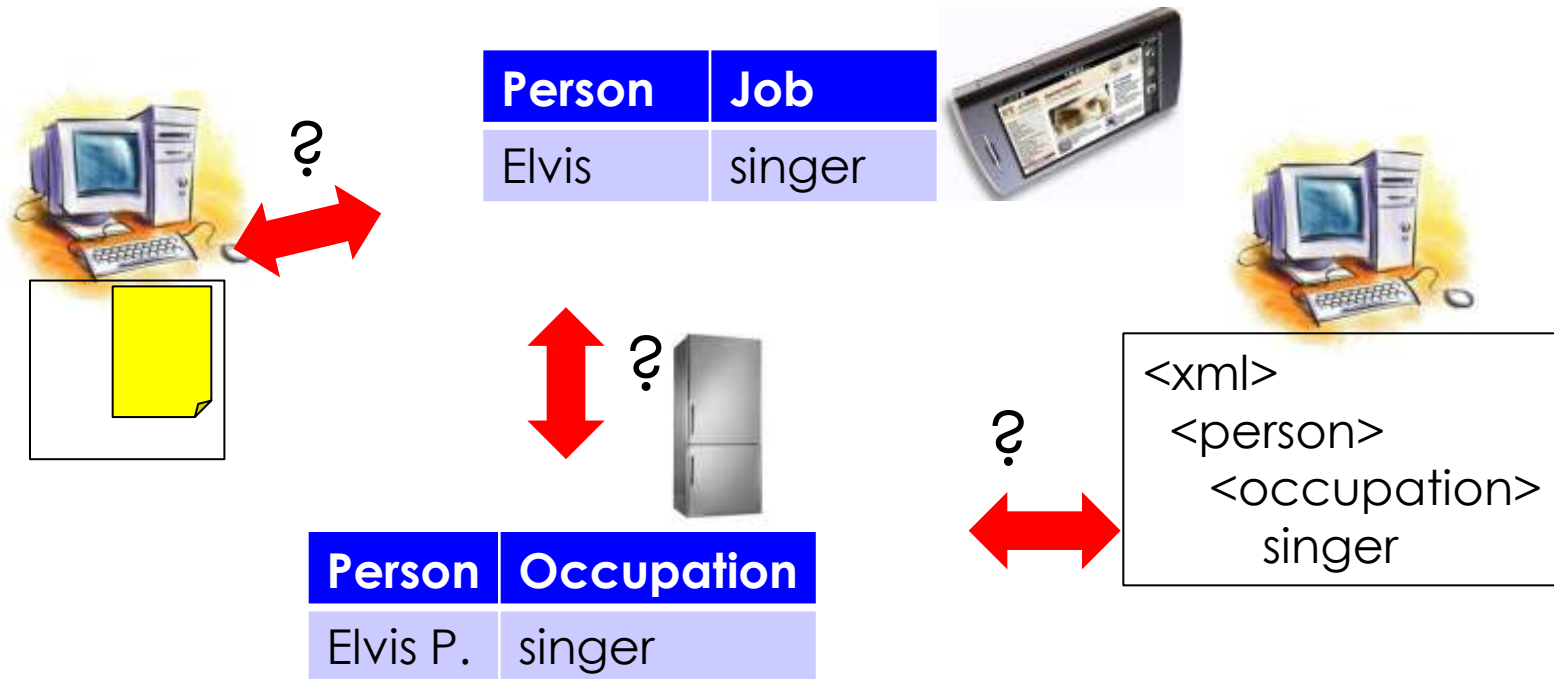 ?
Person Job
Elvis singer
?
?
Person Occupation
Elvis P. singer
<xml>
<person>
<occupation>
singer